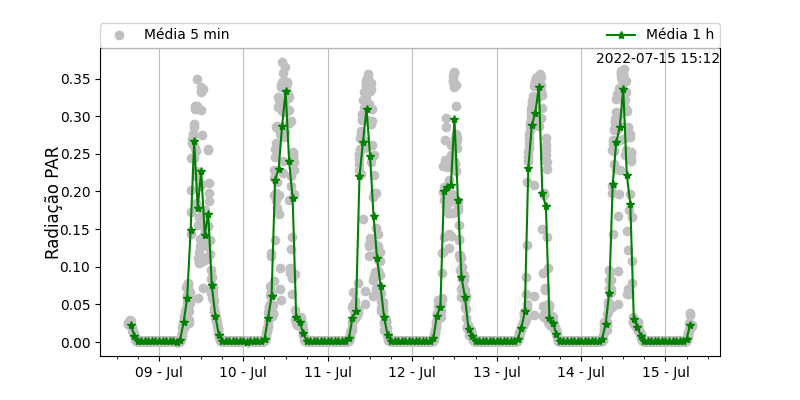 Média 5 min
Média 1 h
2022-07-15 15:12
Radiação PAR
0.35
0.30
0.25
0.20
0.15
0.10
0.05
0.00
09 - Jul
10 - Jul
11 - Jul
12 - Jul
13 - Jul
14 - Jul
15 - Jul